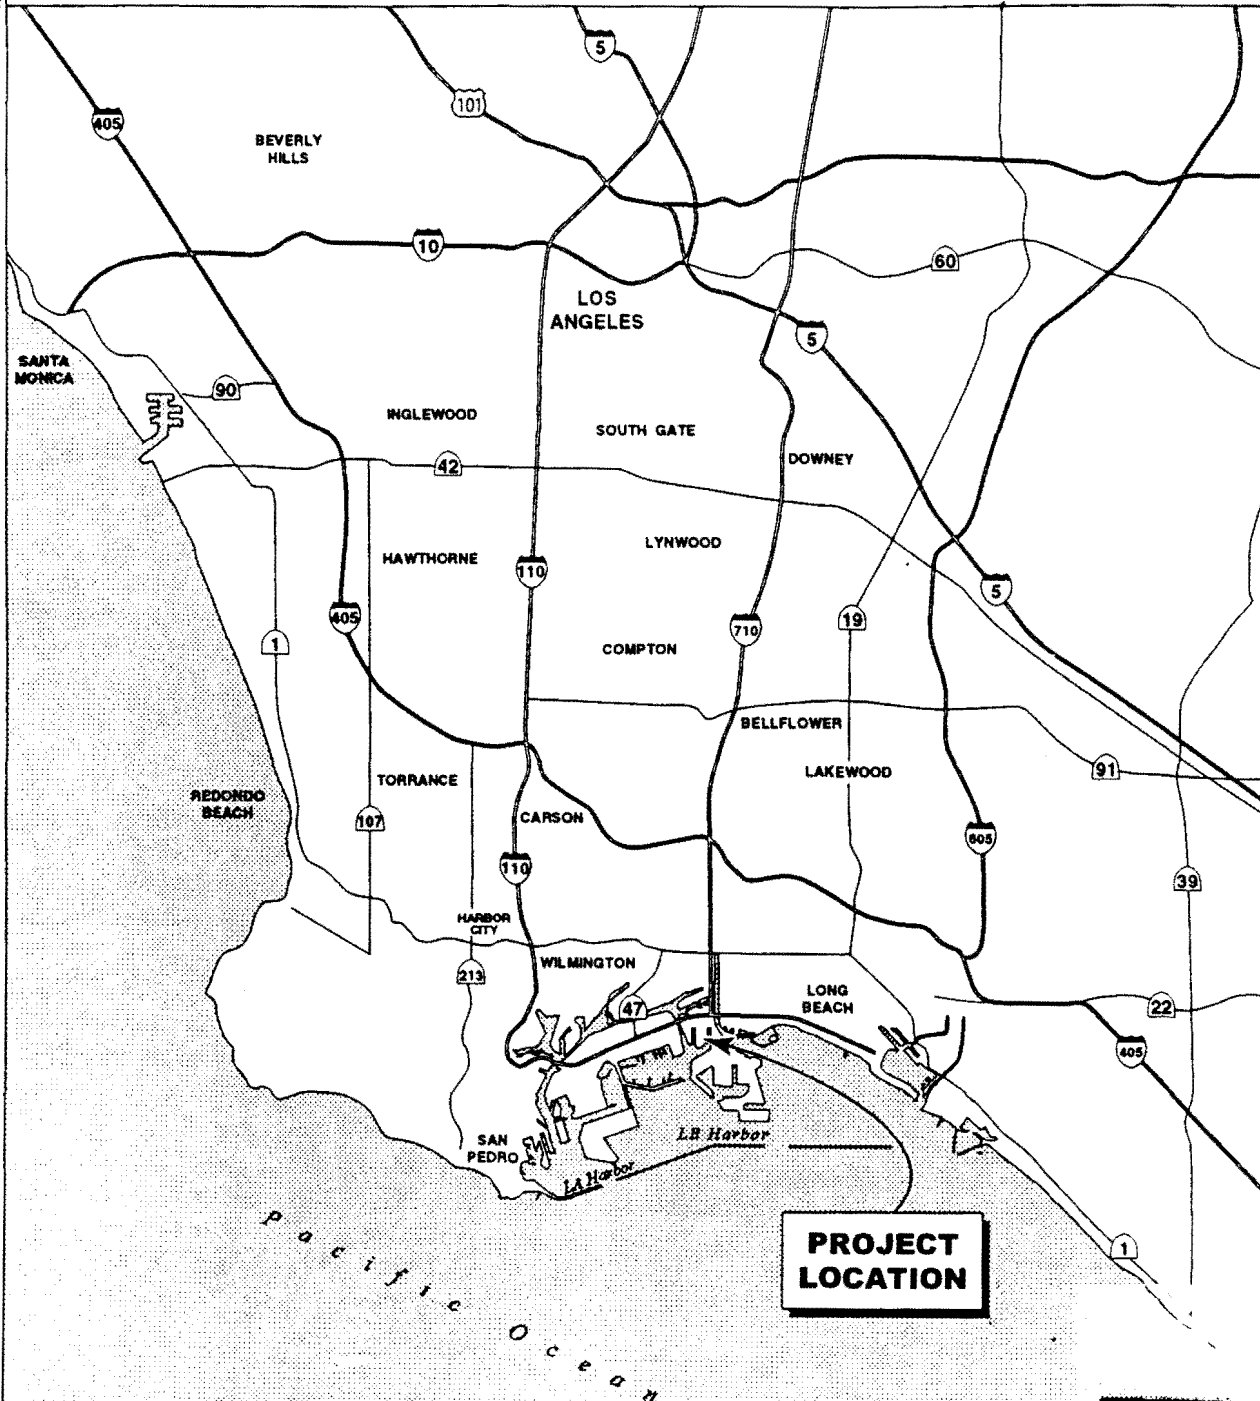 5
101
405
BEVERLY
HILLS
10
60
LOS
ANGELES
5
SANTA
MONICA
90
INGLEWOOD
SOUTH GATE
42
DOWNEY
HAWTHORNE
LYNWOOD
110
5
405
1
710
19
COMPTON
BELLFLOWER
91
TORRANCE
LAKEWOOD
REDONDO
BEACH
107
CARSON
605
110
39
HARBOR
CITY
WILMINGTON
213
LONG
BEACH
47
22
405
SAN
PEDRO
LB Harbor
LA Harbor
Pacific Ocean
PROJECT
LOCATION
1